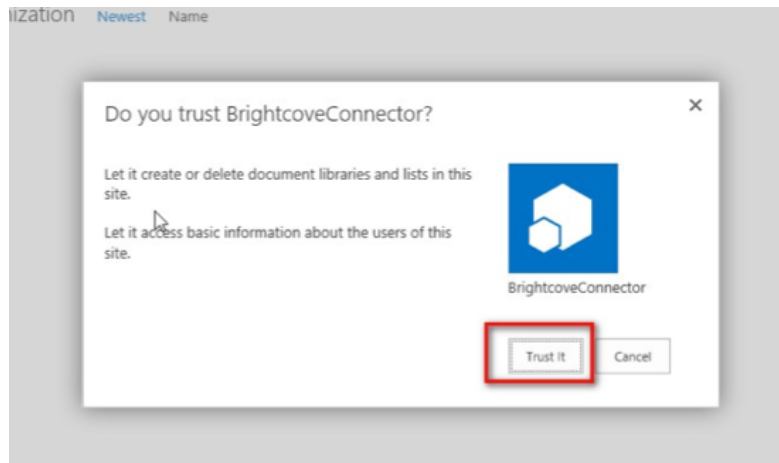 Newest Name
Do you trust BrightcoveConnector?
Let it create or delete document libraries and lists in this
site.
Let it access basic information about the users of this
site.
BrightcoveConnector
Trust It
Cancel